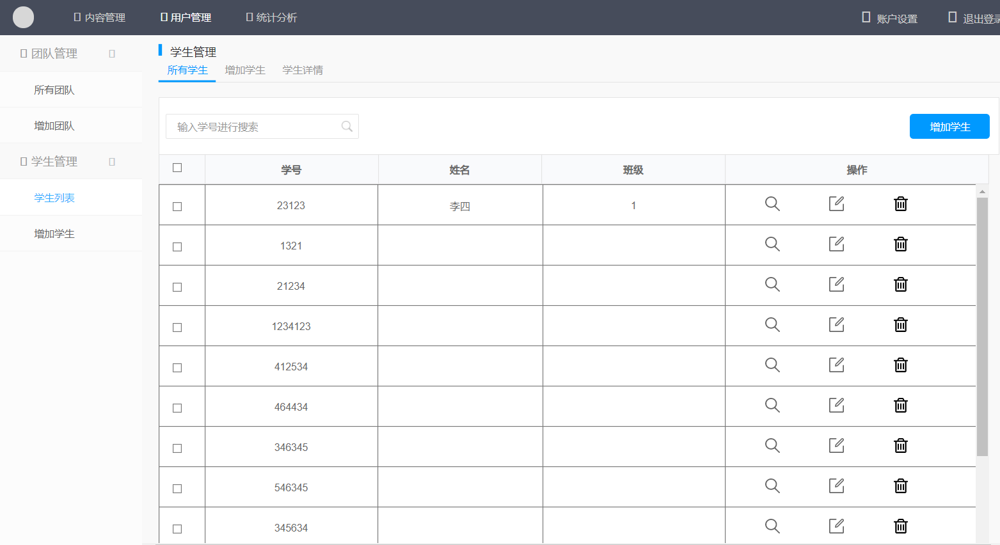 内容管理 用户管理 统计分析 账户设置 退出登录
团队管理
所有团队
增加团队
学生管理
学生列表
增加学生
学生管理
所有学生 增加学生 学生详情
输入学号进行搜索 增加学生
学号 姓名 班级 操作
23123 李四 1
1321
21234
1234123
412534
464434
346345
546345
345634